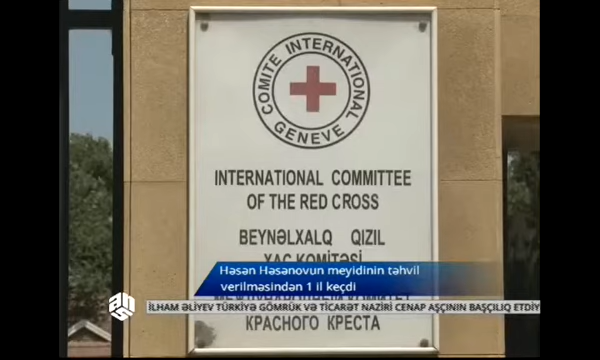 COMITE INTERNATIONAL
GENEVE
INTERNATIONAL COMMITTEE
OF THE RED CROSS
BEYNƏLXALQ QIZIL
XAÇ KOMİTƏSİ
Həsən Həsənovun meyidinin təhvil
verilməsindən 1 il keçdi
ans
İLHAM ƏLİYEV TÜRKİYƏ GÖMRÜK VƏ TİCARƏT NAZİRİ CENAP AŞÇININ BAŞÇILIQ ETDİY
КРАСНОГО КРЕСТА